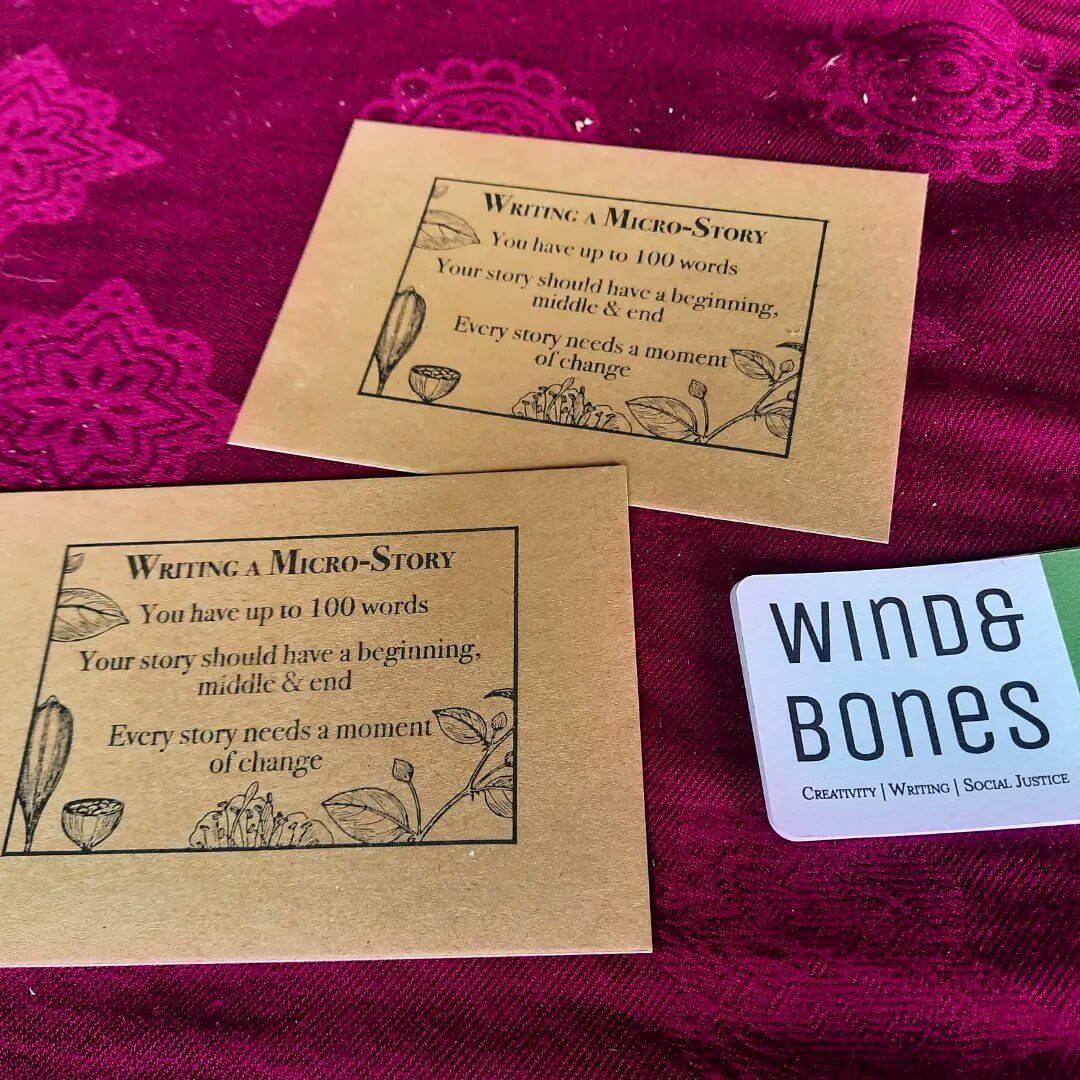 WRITING A MICRO-STORY
You have up to 100 words
Your story should have a beginning,
middle & end
Every story needs a moment
of change
WRITING A MICRO-STORY
You have up to 100 words
Your story should have a beginning,
middle & end
Every story needs a moment
of change
WIND&
BONES
CREATIVITY | WRITING | SOCIAL JUSTICE